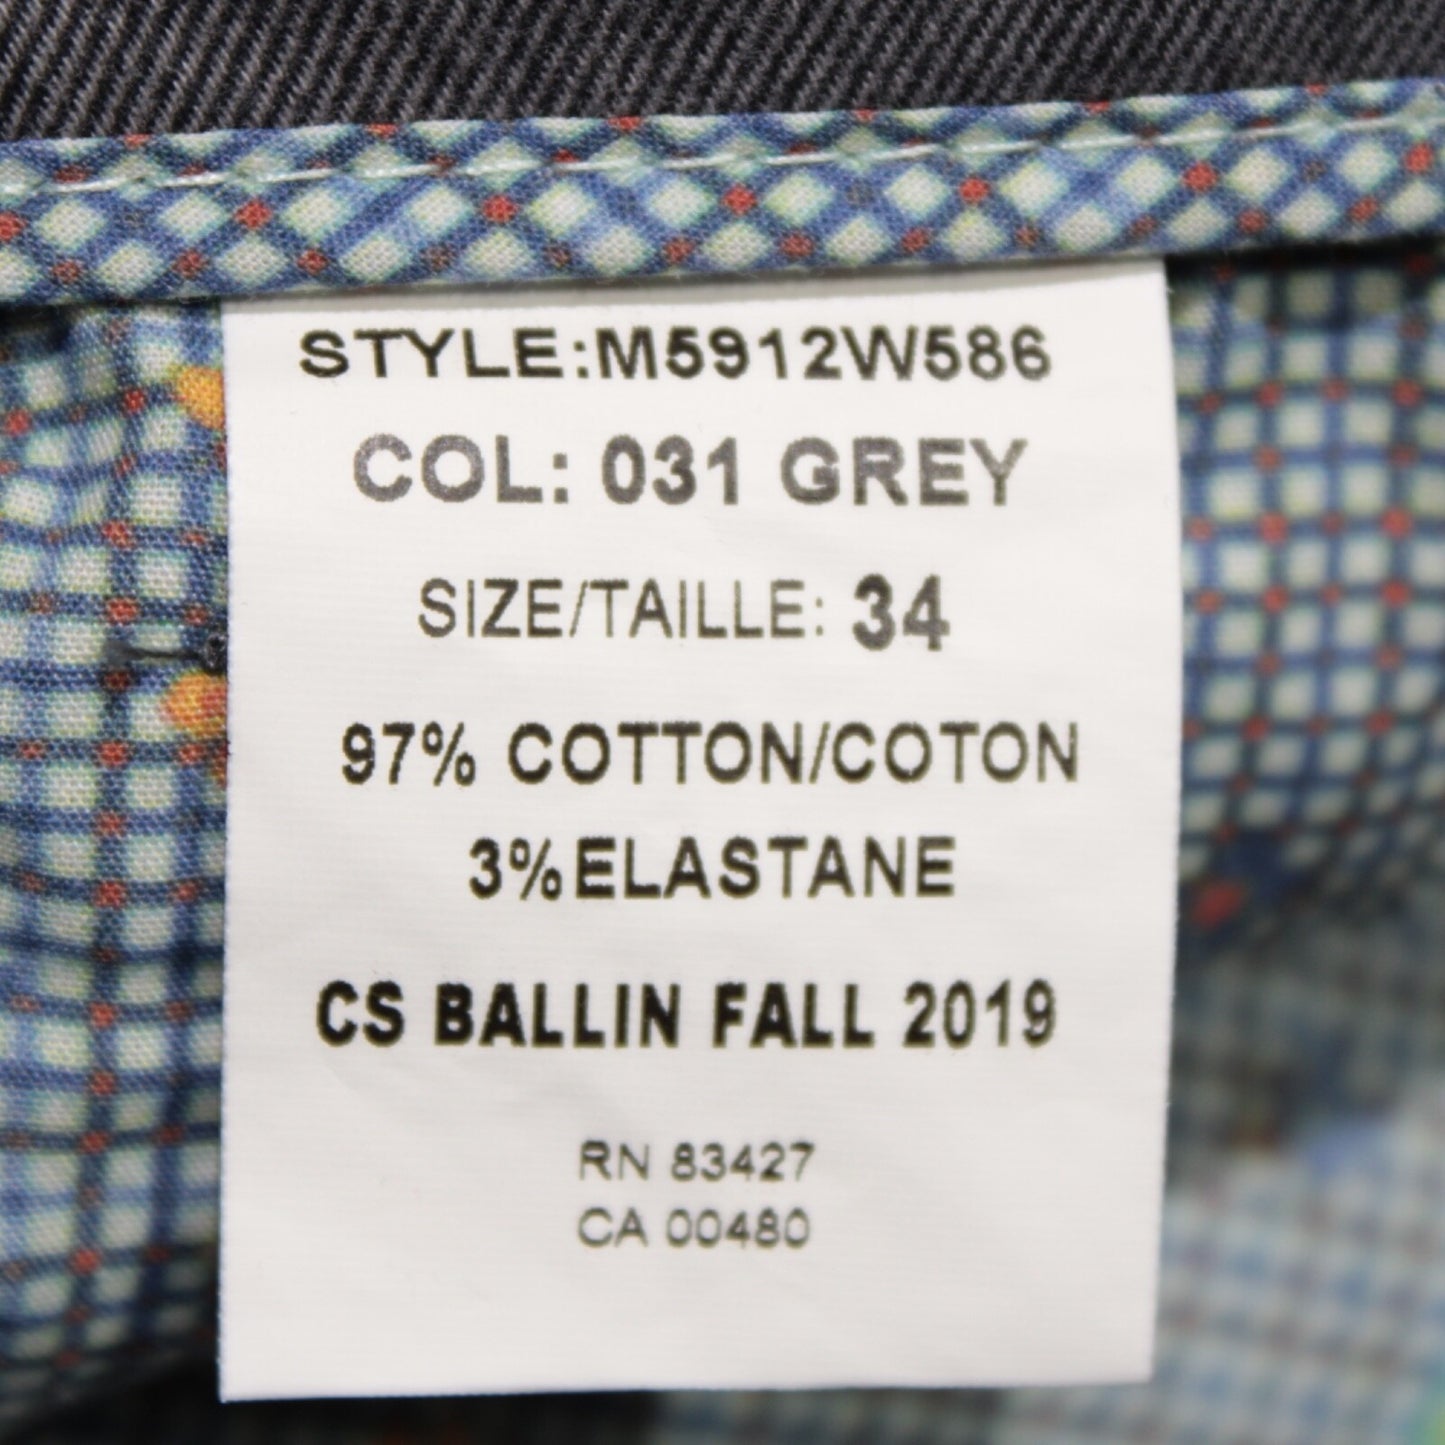 STYLE:M5912W586
COL: 031 GREY
SIZE/TAILLE: 34
97% COTTON/COTON
3%ELASTANE
CS BALLIN FALL 2019
RN 83427
CA 00480